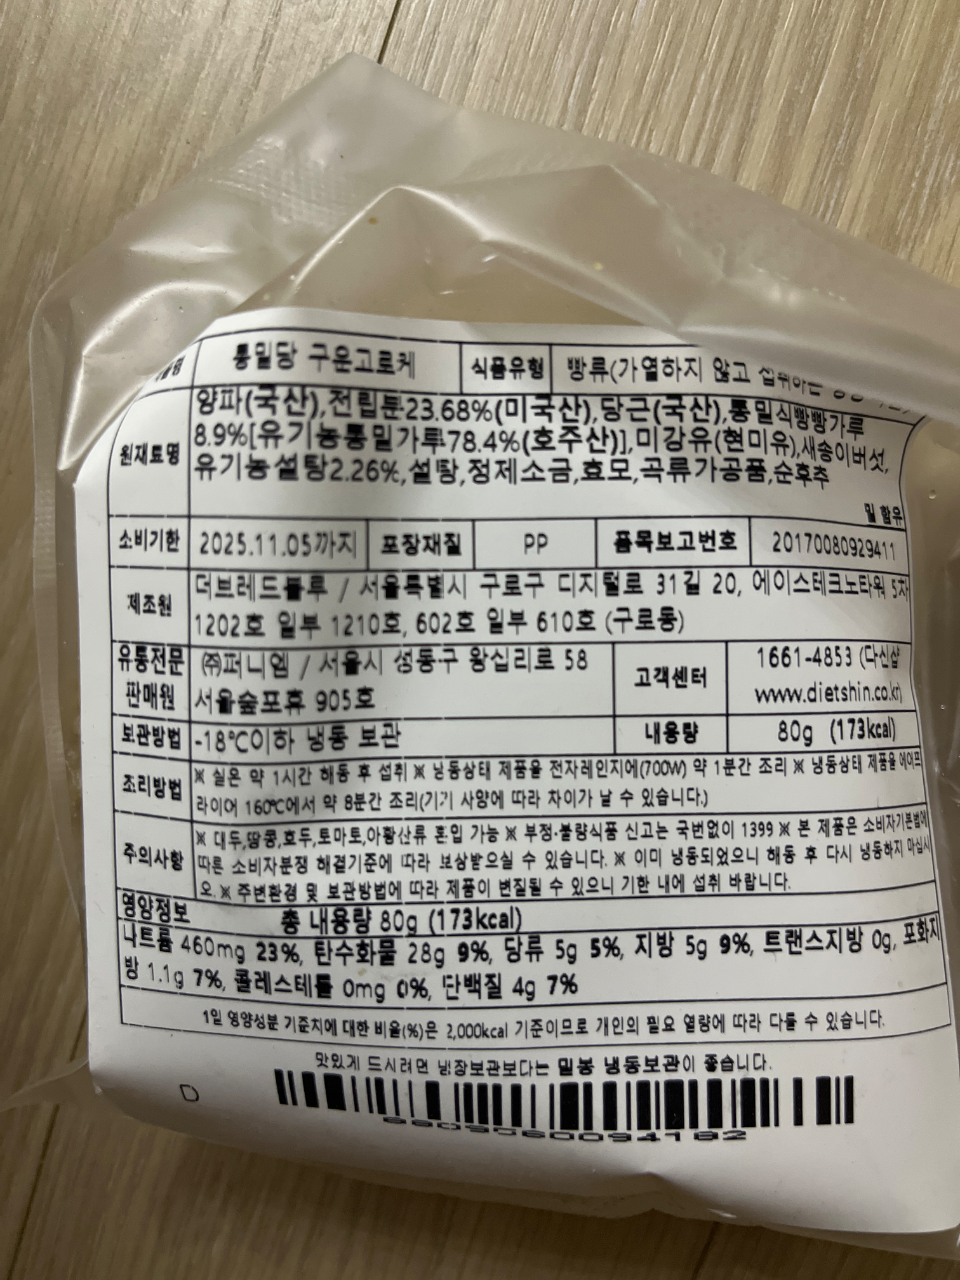 통밀당 구운고로케 식품유형 빵류(가열하지 않고 섭취하는
원재료명 양파(국산),전립분23.68%(미국산),당근(국산),통밀식빵빵가루
8.9%[유기농통밀가루78.4%(호주산)],미강유(현미유),새송이버섯,
유기농설탕2.26%,설탕,정제소금,효모,곡류가공품,순후추
밀 함유
소비기한 2025.11.05까지 포장재질 PP 품목보고번호 20170080929411
제조원 더브레드블루 / 서울특별시 구로구 디지털로 31길 20, 에이스테크노타워 5차
1202호 일부 1210호, 602호 일부 610호 (구로동)
유통전문판매원 ㈜퍼니엠 / 서울시 성동구 왕십리로 58
서울숲포휴 905호
고객센터 1661-4853 (다신샵
www.dietshin.co.kr)
보관방법 -18℃이하 냉동 보관 내용량 80g (173kcal)
조리방법 ※ 실온 약 1시간 해동 후 섭취 ※ 냉동상태 제품을 전자레인지에(700W) 약 1분간 조리 ※ 냉동상태 제품을 에어프
라이어 160℃에서 약 8분간 조리(기기 사양에 따라 차이가 날 수 있습니다.)
주의사항 ※ 대두,땅콩,호두,토마토,아황산류 혼입 가능 ※ 부정·불량식품 신고는 국번없이 1399 ※ 본 제품은 소비자기본법에
따른 소비자분쟁 해결기준에 따라 보상받으실 수 있습니다. ※ 이미 냉동되었으니 해동 후 다시 냉동하지 마십시
오. ※ 주변환경 및 보관방법에 따라 제품이 변질될 수 있으니 기한 내에 섭취 바랍니다.
영양정보 총 내용량 80g (173kcal)
나트륨 460mg 23%, 탄수화물 28g 9%, 당류 5g 5%, 지방 5g 9%, 트랜스지방 0g, 포화지
방 1.1g 7%, 콜레스테롤 0mg 0%, 단백질 4g 7%
1일 영양성분 기준치에 대한 비율(%)은 2,000kcal 기준이므로 개인의 필요 열량에 따라 다를 수 있습니다.
맛있게 드시려면 냉장보관보다는 밀봉 냉동보관이 좋습니다.
D